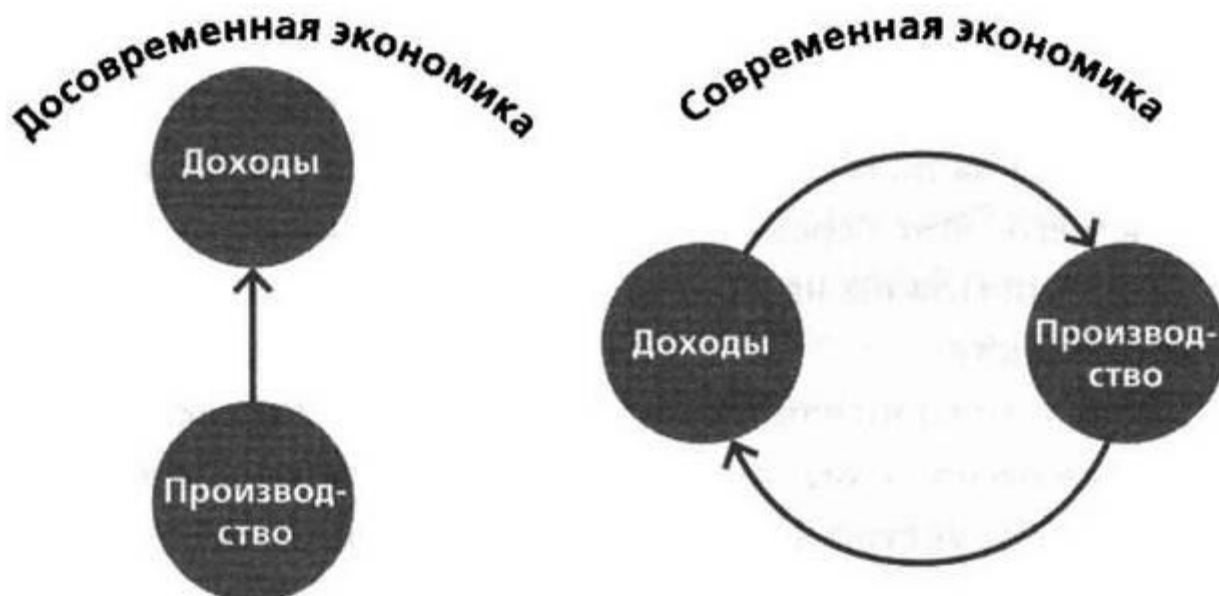 Досовременная экономика
Доходы
Производ-
ство
Современная экономика
Доходы
Производ-
ство